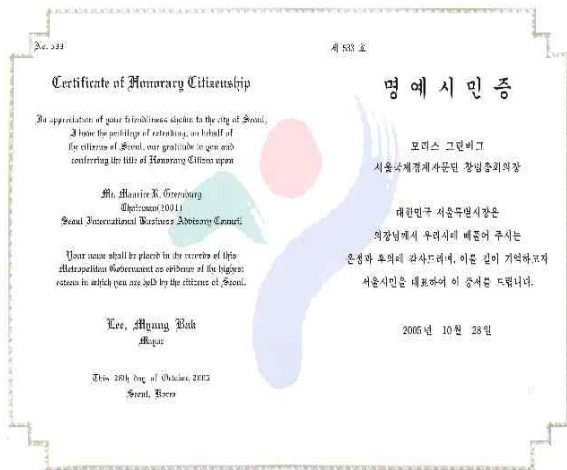 No. 533
Certificate of Honorary Citizenship
In appreciation of your friendliness shown to the city of Seoul,
I have the privilege of extending, on behalf of
the citizens of Seoul, our gratitude to you and
conferring the title of Honorary Citizen upon
Mr. Maurice R. Greenburg
Chairman(2001)
Seoul International Business Advisory Council
Your name shall be placed in the records of this
Metropolitan Government as evidence of the highest
esteem in which you are held by the citizens of Seoul.
Lee, Myung Bak
Mayor
This 28th day of October, 2005
Seoul, Korea
제 533 호
명 예 시 민 증
모리스 그린버그
서울국제경제자문단 창립총회의장
대한민국 서울특별시장은
의장님께서 우리시에 베풀어 주시는
온정과 후의에 감사드리며, 이를 길이 기억하고자
서울시민을 대표하여 이 증서를 드립니다.
2005년 10월 28일